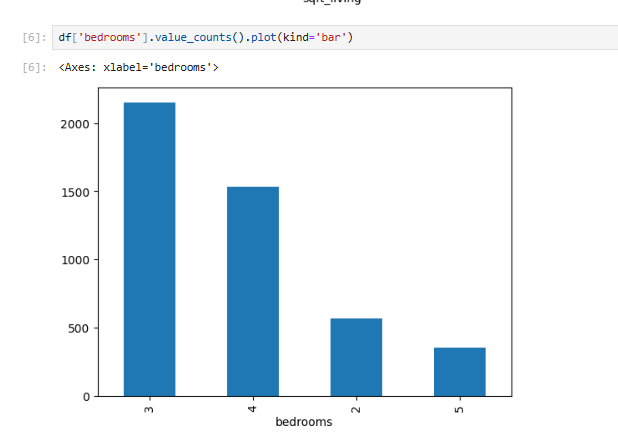 sqft_living
[6]: df['bedrooms'].value_counts().plot(kind='bar')
[6]: <Axes: xlabel='bedrooms'>
2000
1500
1000
500
0
3 4 2 5
bedrooms